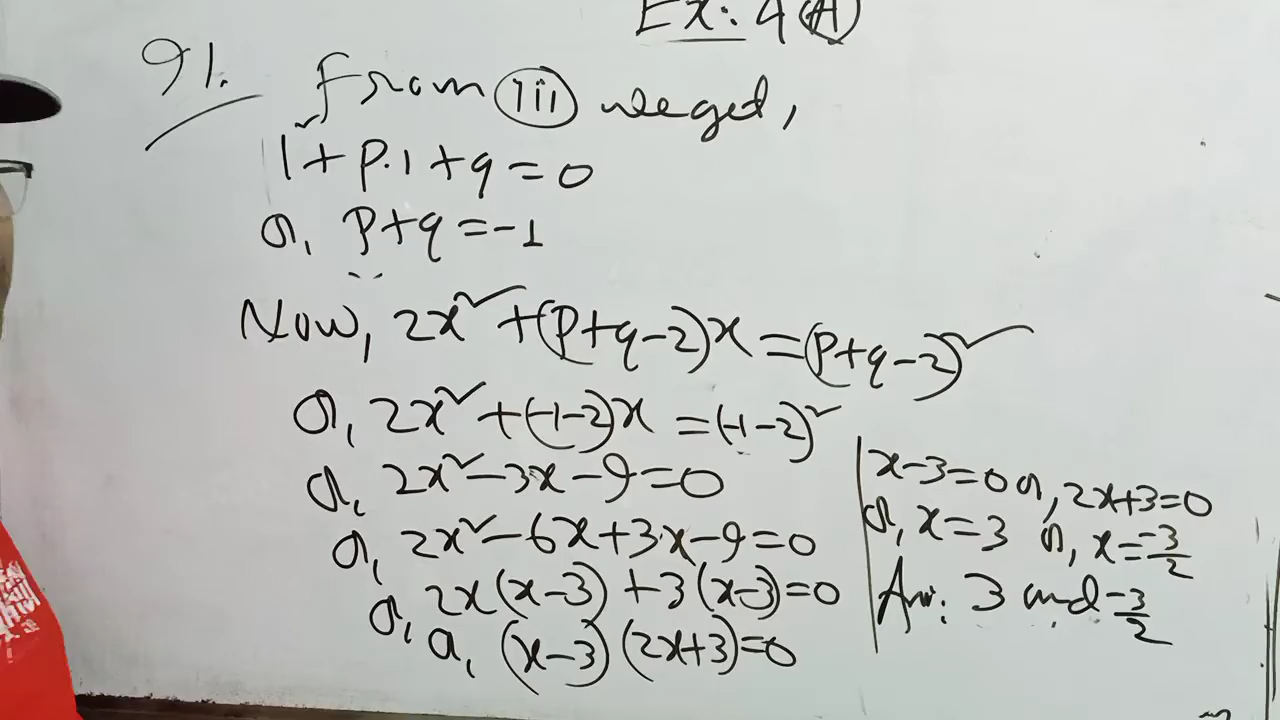 Ex: 4(A)
91. From (iii) we get,
1² + p.1 + q = 0
or, p+q = -1
Now, 2x² + (p+q-2)x = (p+q-2)²
or, 2x² + (-1-2)x = (-1-2)²
or, 2x² - 3x - 9 = 0
or, 2x² - 6x + 3x - 9 = 0
or, 2x(x-3) + 3(x-3) = 0
or, (x-3)(2x+3) = 0
x-3 = 0 or, 2x+3 = 0
or, x = 3 or, x = -3/2
Ans: 3 and -3/2